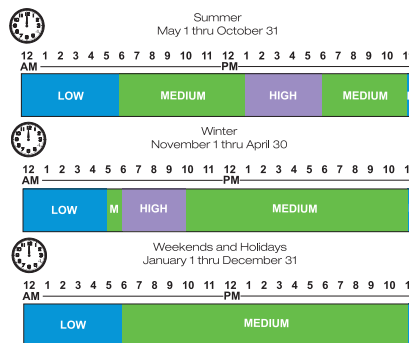 Summer
May 1 thru October 31
12 1 2 3 4 5 6 7 8 9 10 11 12 1 2 3 4 5 6 7 8 9 10
AM PM
LOW MEDIUM HIGH MEDIUM
Winter
November 1 thru April 30
12 1 2 3 4 5 6 7 8 9 10 11 12 1 2 3 4 5 6 7 8 9 10
AM PM
LOW M HIGH MEDIUM
Weekends and Holidays
January 1 thru December 31
12 1 2 3 4 5 6 7 8 9 10 11 12 1 2 3 4 5 6 7 8 9 10
AM PM
LOW MEDIUM